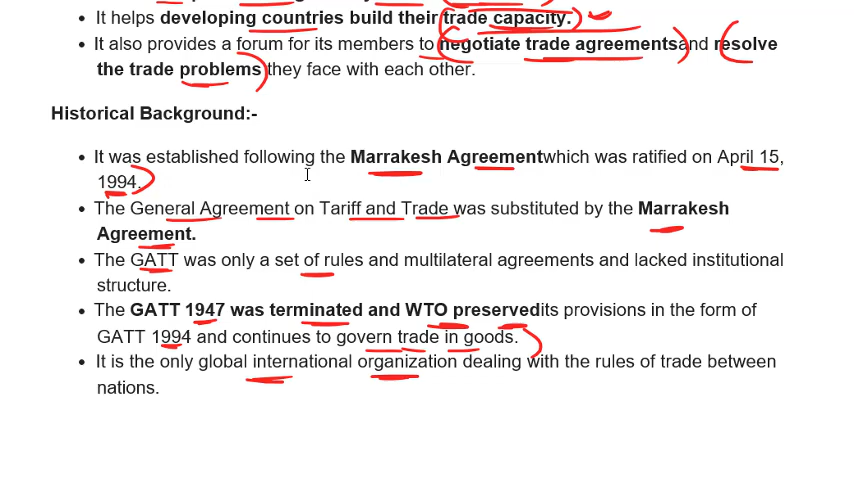 • It helps developing countries build their trade capacity.
• It also provides a forum for its members to negotiate trade agreementsand resolve
the trade problems they face with each other.
Historical Background:-
• It was established following the Marrakesh Agreementwhich was ratified on April 15,
1994.
• The General Agreement on Tariff and Trade was substituted by the Marrakesh
Agreement.
• The GATT was only a set of rules and multilateral agreements and lacked institutional
structure.
• The GATT 1947 was terminated and WTO preservedits provisions in the form of
GATT 1994 and continues to govern trade in goods.
• It is the only global international organization dealing with the rules of trade between
nations.